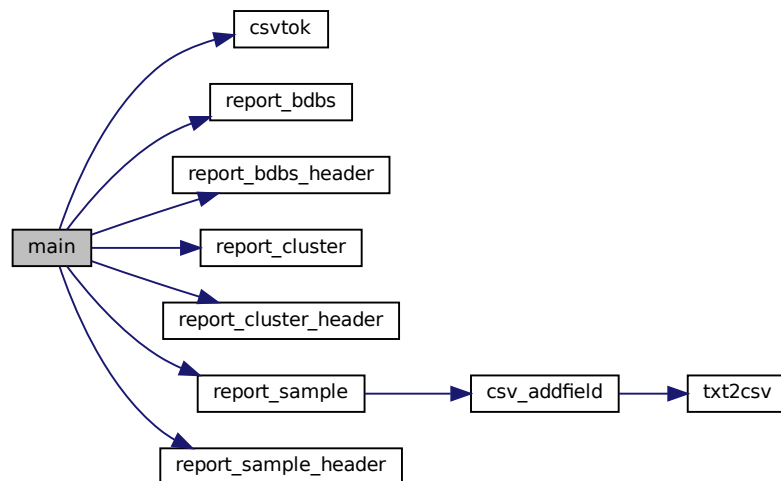 csvtok
report_bdbs
report_bdbs_header
main
report_cluster
report_cluster_header
report_sample
csv_addfield
txt2csv
report_sample_header